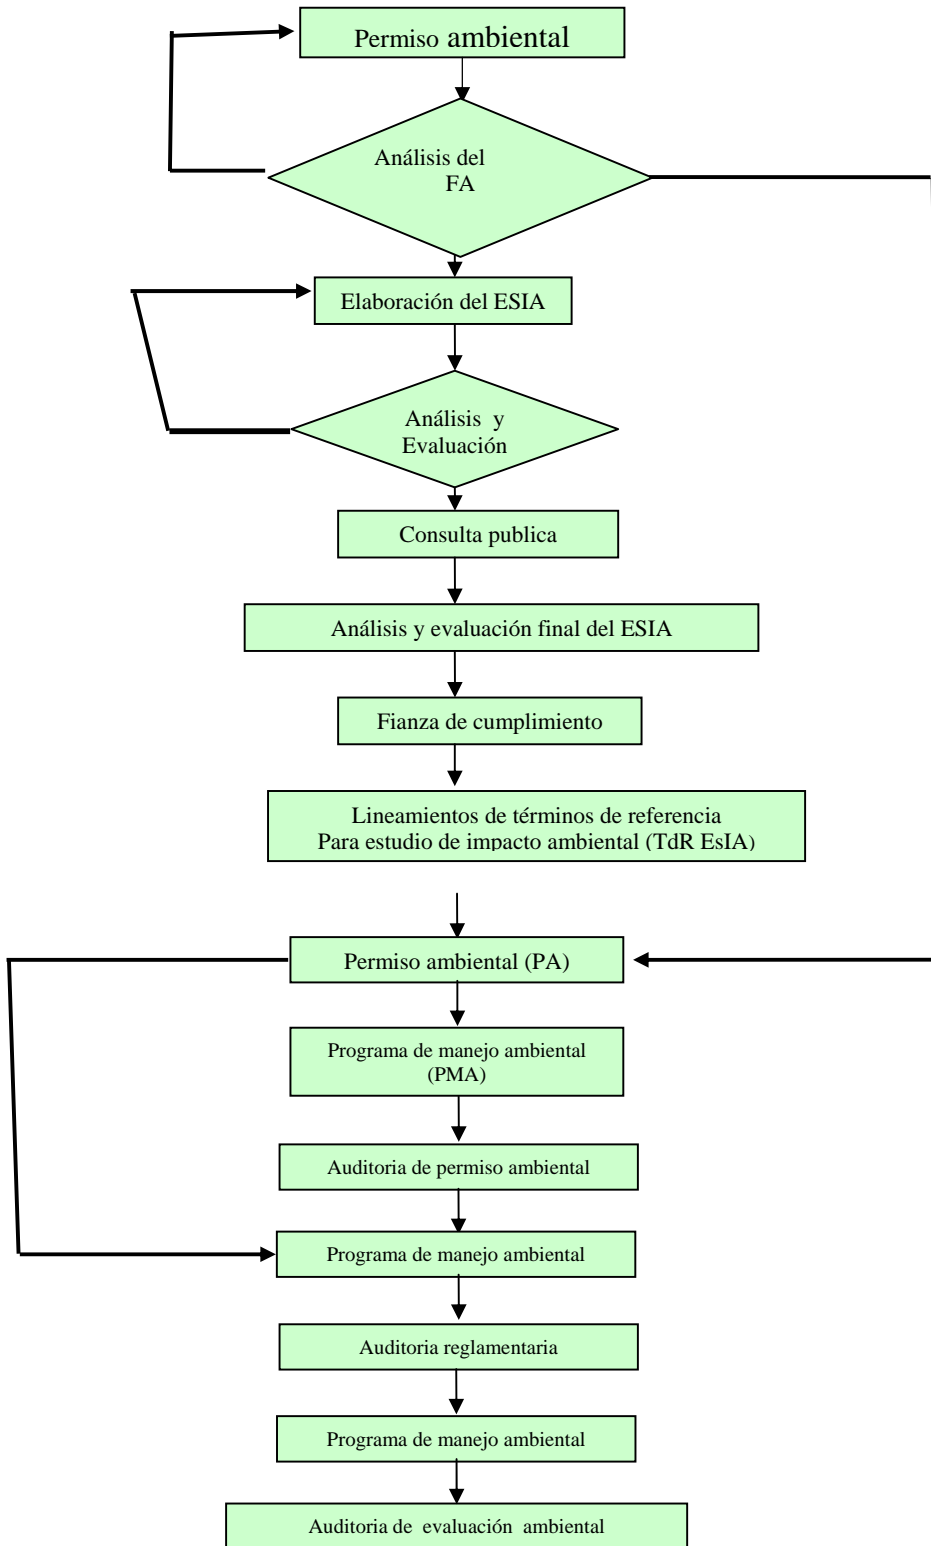 Permiso ambiental
Análisis del
FA
Elaboración del ESIA
Análisis y
Evaluación
Consulta publica
Análisis y evaluación final del ESIA
Fianza de cumplimiento
Lineamientos de términos de referencia
Para estudio de impacto ambiental (TdR EsIA)
Permiso ambiental (PA)
Programa de manejo ambiental
(PMA)
Auditoria de permiso ambiental
Programa de manejo ambiental
Auditoria reglamentaria
Programa de manejo ambiental
Auditoria de evaluación ambiental